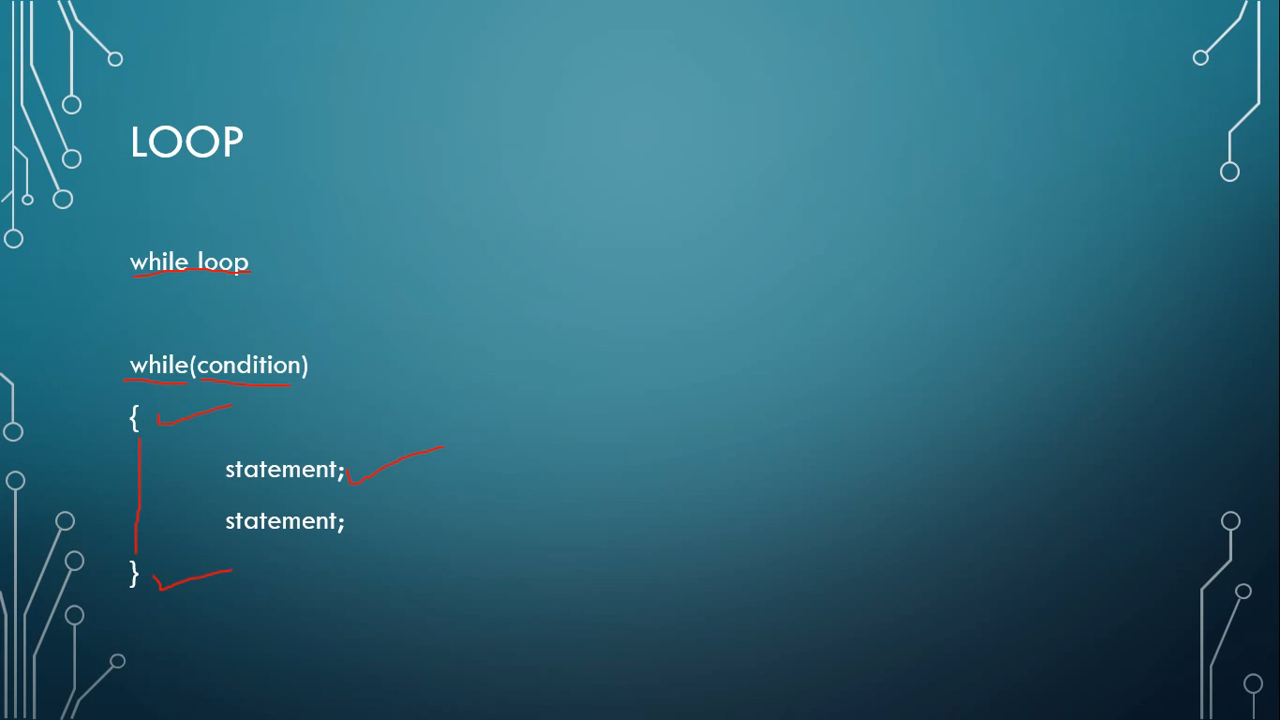 LOOP
while loop
while(condition)
{
statement;
statement;
}